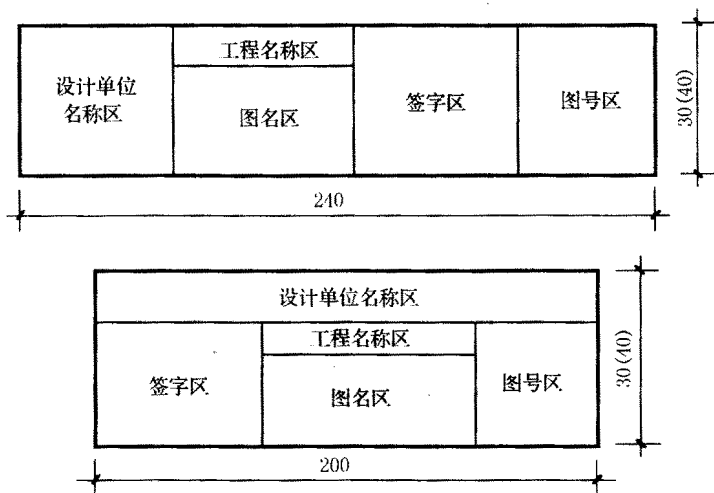 工程名称区
设计单位
名称区
图名区
签字区
图号区
30(40)
240
设计单位名称区
工程名称区
签字区
图名区
图号区
30(40)
200